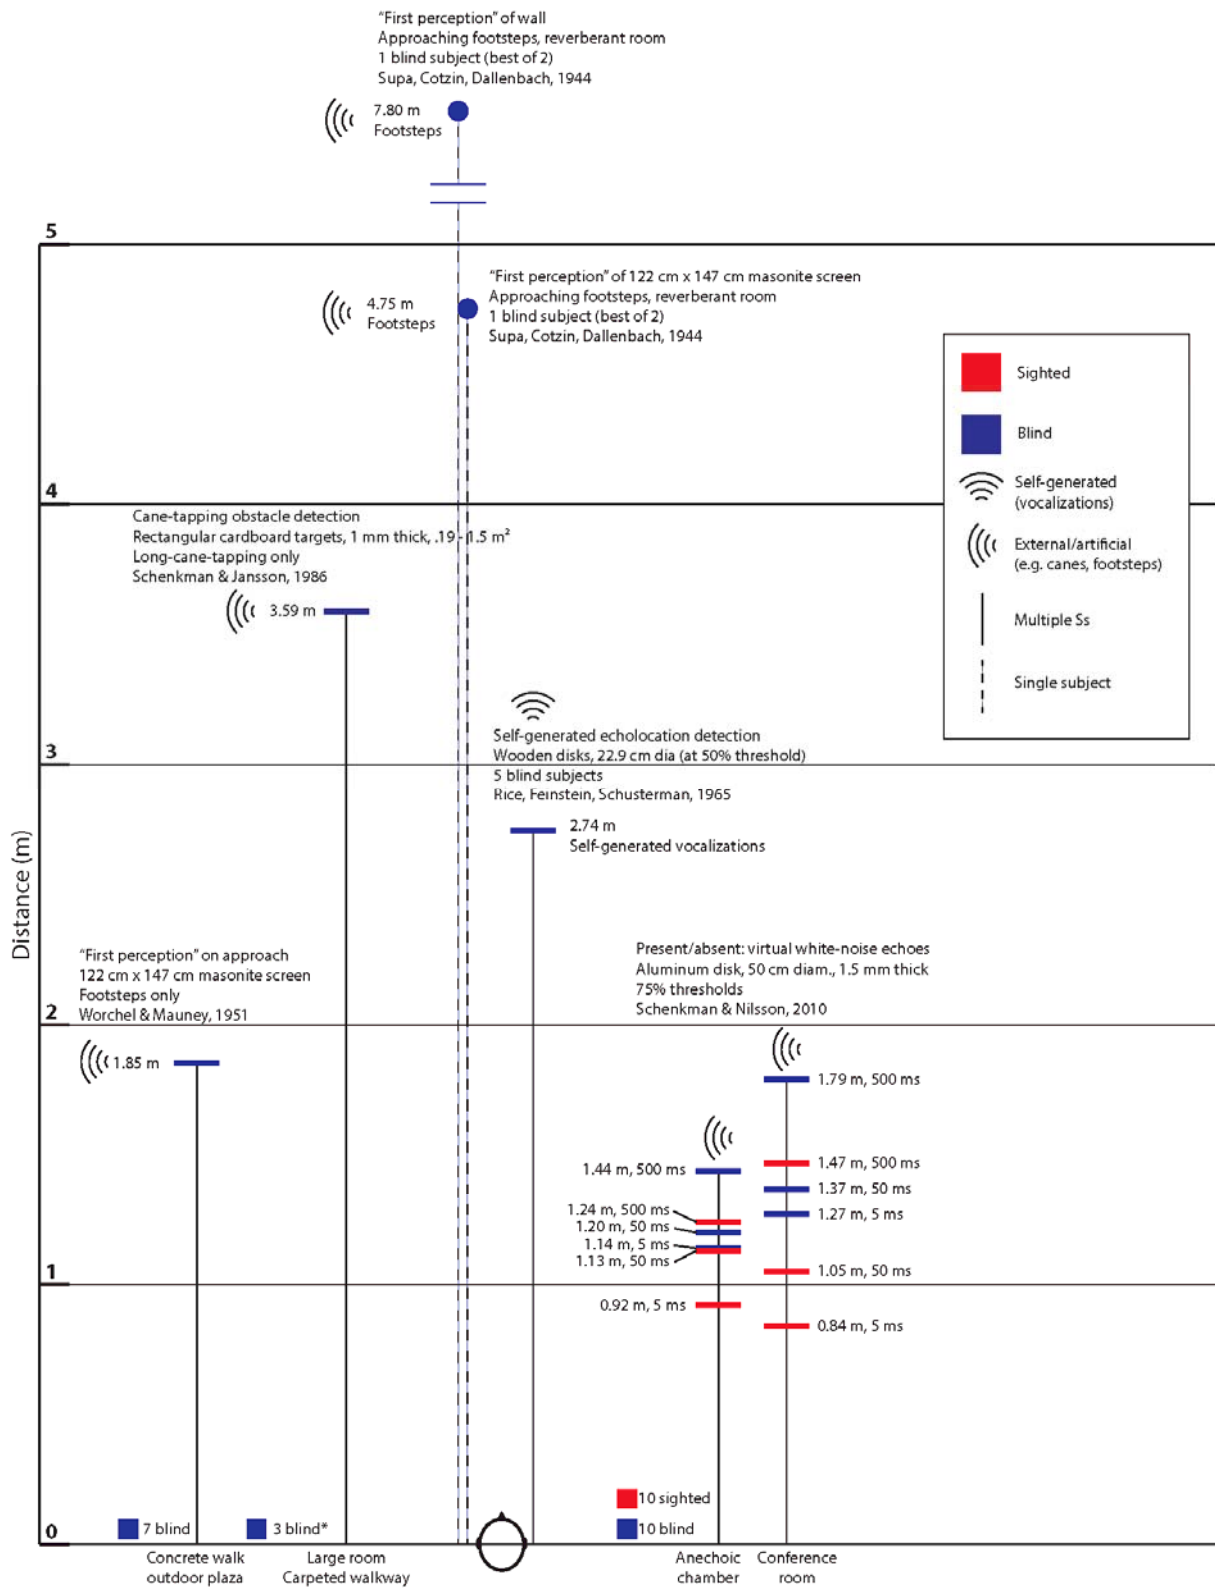 “First perception” of wall
Approaching footsteps, reverberant room
1 blind subject (best of 2)
Supa, Cotzin, Dallenbach, 1944
7.80 m
Footsteps
5
“First perception” of 122 cm x 147 cm masonite screen
Approaching footsteps, reverberant room
1 blind subject (best of 2)
Supa, Cotzin, Dallenbach, 1944
4.75 m
Footsteps
Sighted
Blind
Self-generated
(vocalizations)
External/artificial
(e.g. canes, footsteps)
Multiple Ss
Single subject
4
Cane-tapping obstacle detection
Rectangular cardboard targets, 1 mm thick, .19 - 1.5 m²
Long-cane-tapping only
Schenkman & Jansson, 1986
3.59 m
Self-generated echolocation detection
Wooden disks, 22.9 cm dia (at 50% threshold)
5 blind subjects
Rice, Feinstein, Schusterman, 1965
3
2.74 m
Self-generated vocalizations
Distance (m)
“First perception” on approach
122 cm x 147 cm masonite screen
Footsteps only
Worchel & Mauney, 1951
Present/absent: virtual white-noise echoes
Aluminum disk, 50 cm diam., 1.5 mm thick
75% thresholds
Schenkman & Nilsson, 2010
2
1.85 m
1.79 m, 500 ms
1.47 m, 500 ms
1.37 m, 50 ms
1.27 m, 5 ms
1.05 m, 50 ms
0.84 m, 5 ms
1.44 m, 500 ms
1.24 m, 500 ms
1.20 m, 50 ms
1.14 m, 5 ms
1.13 m, 50 ms
0.92 m, 5 ms
1
10 sighted
10 blind
0
7 blind
3 blind*
Concrete walk
outdoor plaza
Large room
Carpeted walkway
Anechoic
chamber
Conference
room